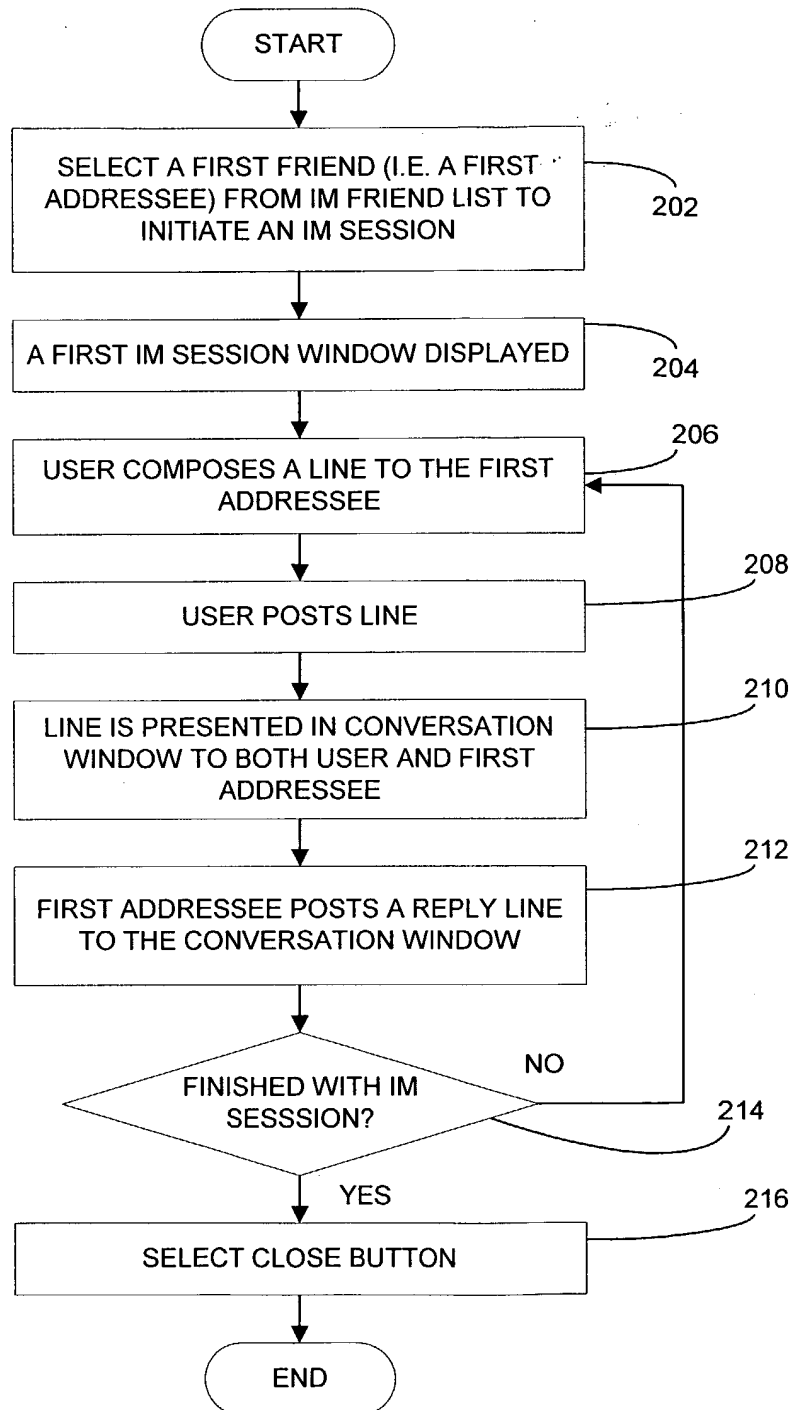 START
SELECT A FIRST FRIEND (I.E. A FIRST
ADDRESSEE) FROM IM FRIEND LIST TO
INITIATE AN IM SESSION
202
A FIRST IM SESSION WINDOW DISPLAYED
204
206
USER COMPOSES A LINE TO THE FIRST
ADDRESSEE
208
USER POSTS LINE
210
LINE IS PRESENTED IN CONVERSATION
WINDOW TO BOTH USER AND FIRST
ADDRESSEE
212
FIRST ADDRESSEE POSTS A REPLY LINE
TO THE CONVERSATION WINDOW
NO
FINISHED WITH IM
SESSSION?
214
YES
216
SELECT CLOSE BUTTON
END